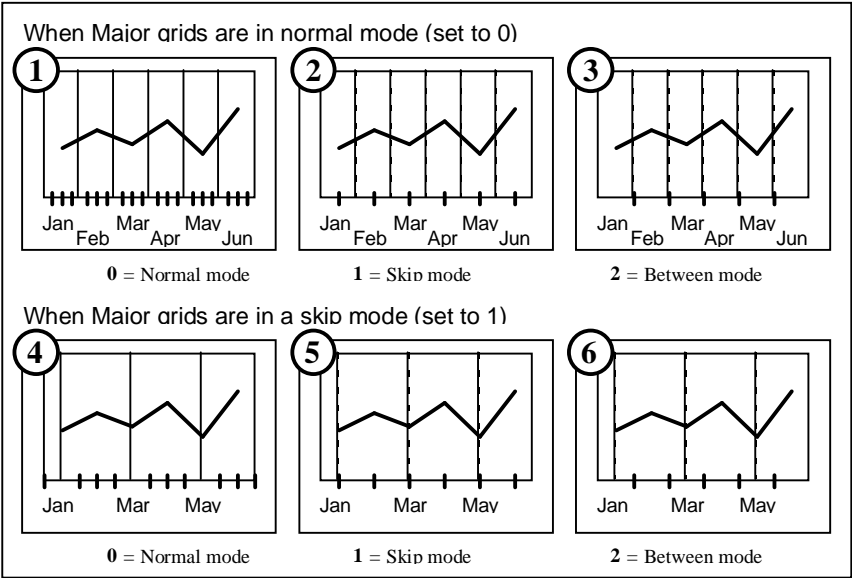 When Major grids are in normal mode (set to 0)
1 2 3
Jan Feb Mar Apr May Jun
Jan Feb Mar Apr May Jun
Jan Feb Mar Apr May Jun
0 = Normal mode 1 = Skip mode 2 = Between mode
When Major grids are in a skip mode (set to 1)
4 5 6
Jan Mar May Jan Mar May Jan Mar May
0 = Normal mode 1 = Skip mode 2 = Between mode